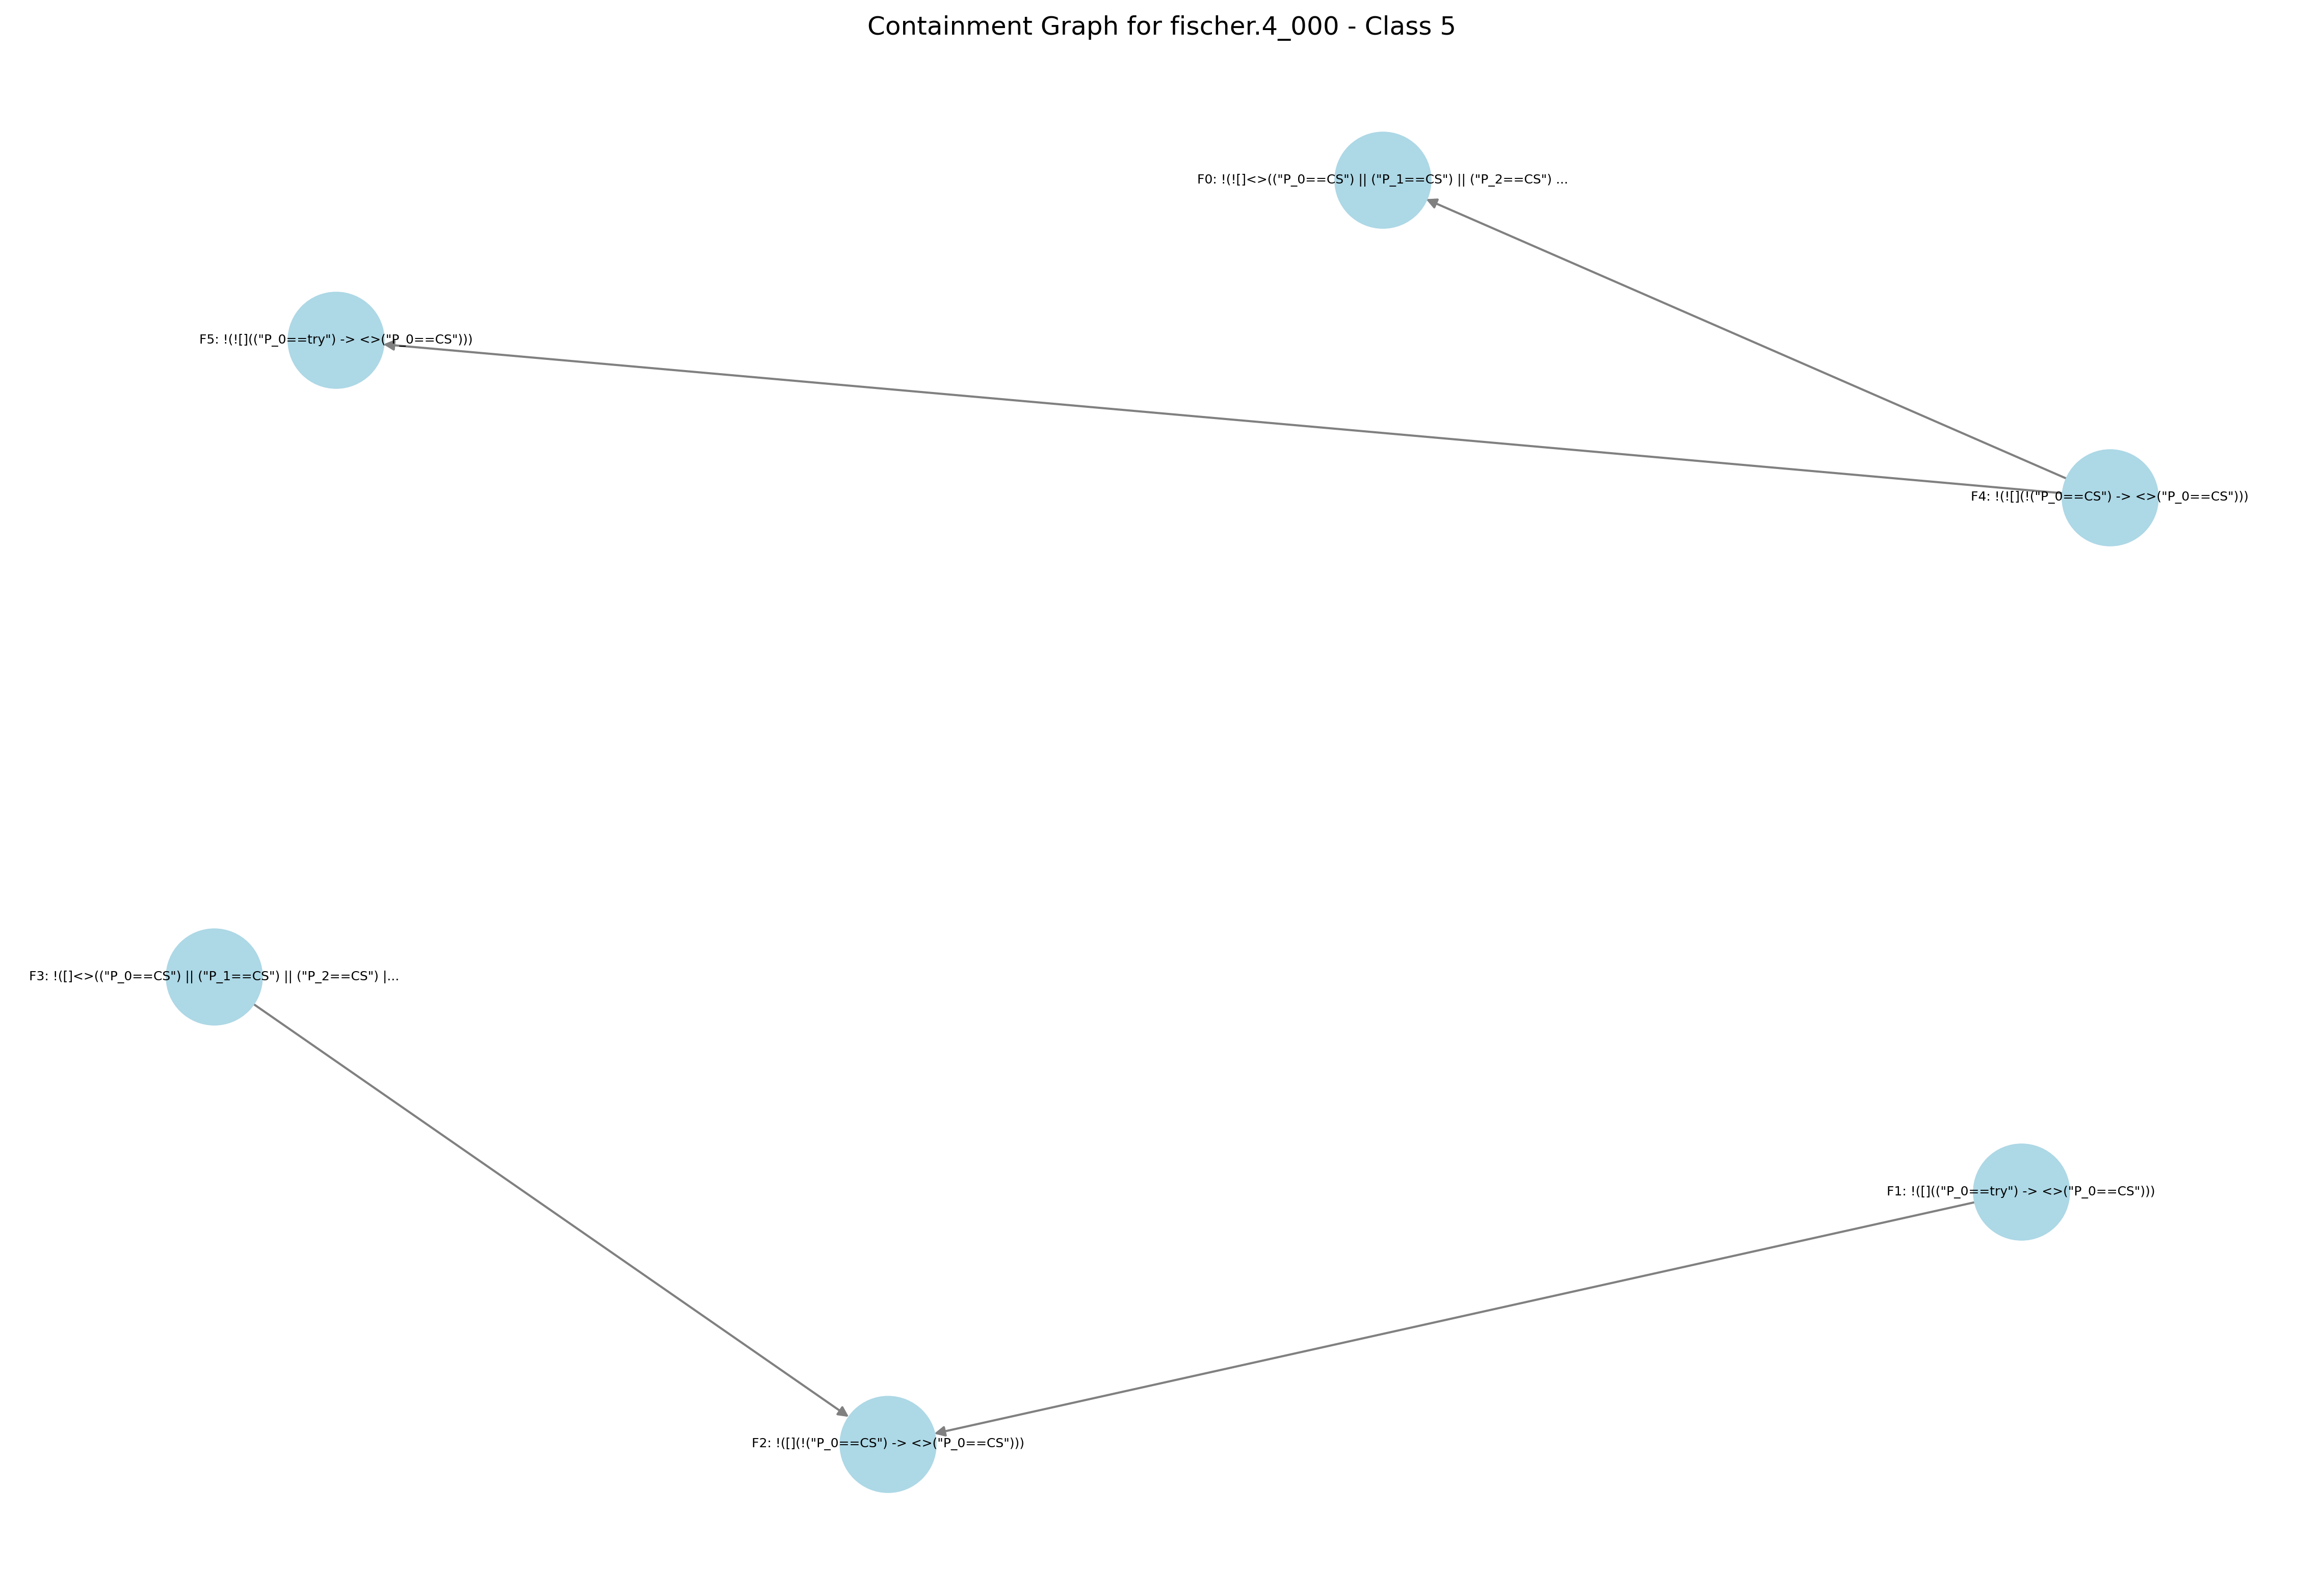 Containment Graph for fischer.4_000 - Class 5
F0: !(![]<>(("P_0==CS") || ("P_1==CS") || ("P_2==CS") ...
F5: !(![](("P_0==try") -> <>("P_0==CS")))
F4: !(![](!("P_0==CS") -> <>("P_0==CS")))
F3: !([]<>(("P_0==CS") || ("P_1==CS") || ("P_2==CS") |...
F1: !([](("P_0==try") -> <>("P_0==CS")))
F2: !([](!("P_0==CS") -> <>("P_0==CS")))